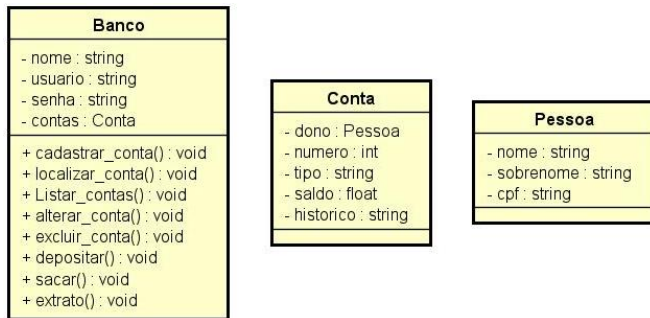 Banco
- nome : string
- usuario : string
- senha : string
- contas : Conta
+ cadastrar_conta() : void
+ localizar_conta() : void
+ Listar_contas() : void
+ alterar_conta() : void
+ excluir_conta() : void
+ depositar() : void
+ sacar() : void
+ extrato() : void
Conta
- dono : Pessoa
- numero : int
- tipo : string
- saldo : float
- historico : string
Pessoa
- nome : string
- sobrenome : string
- cpf : string